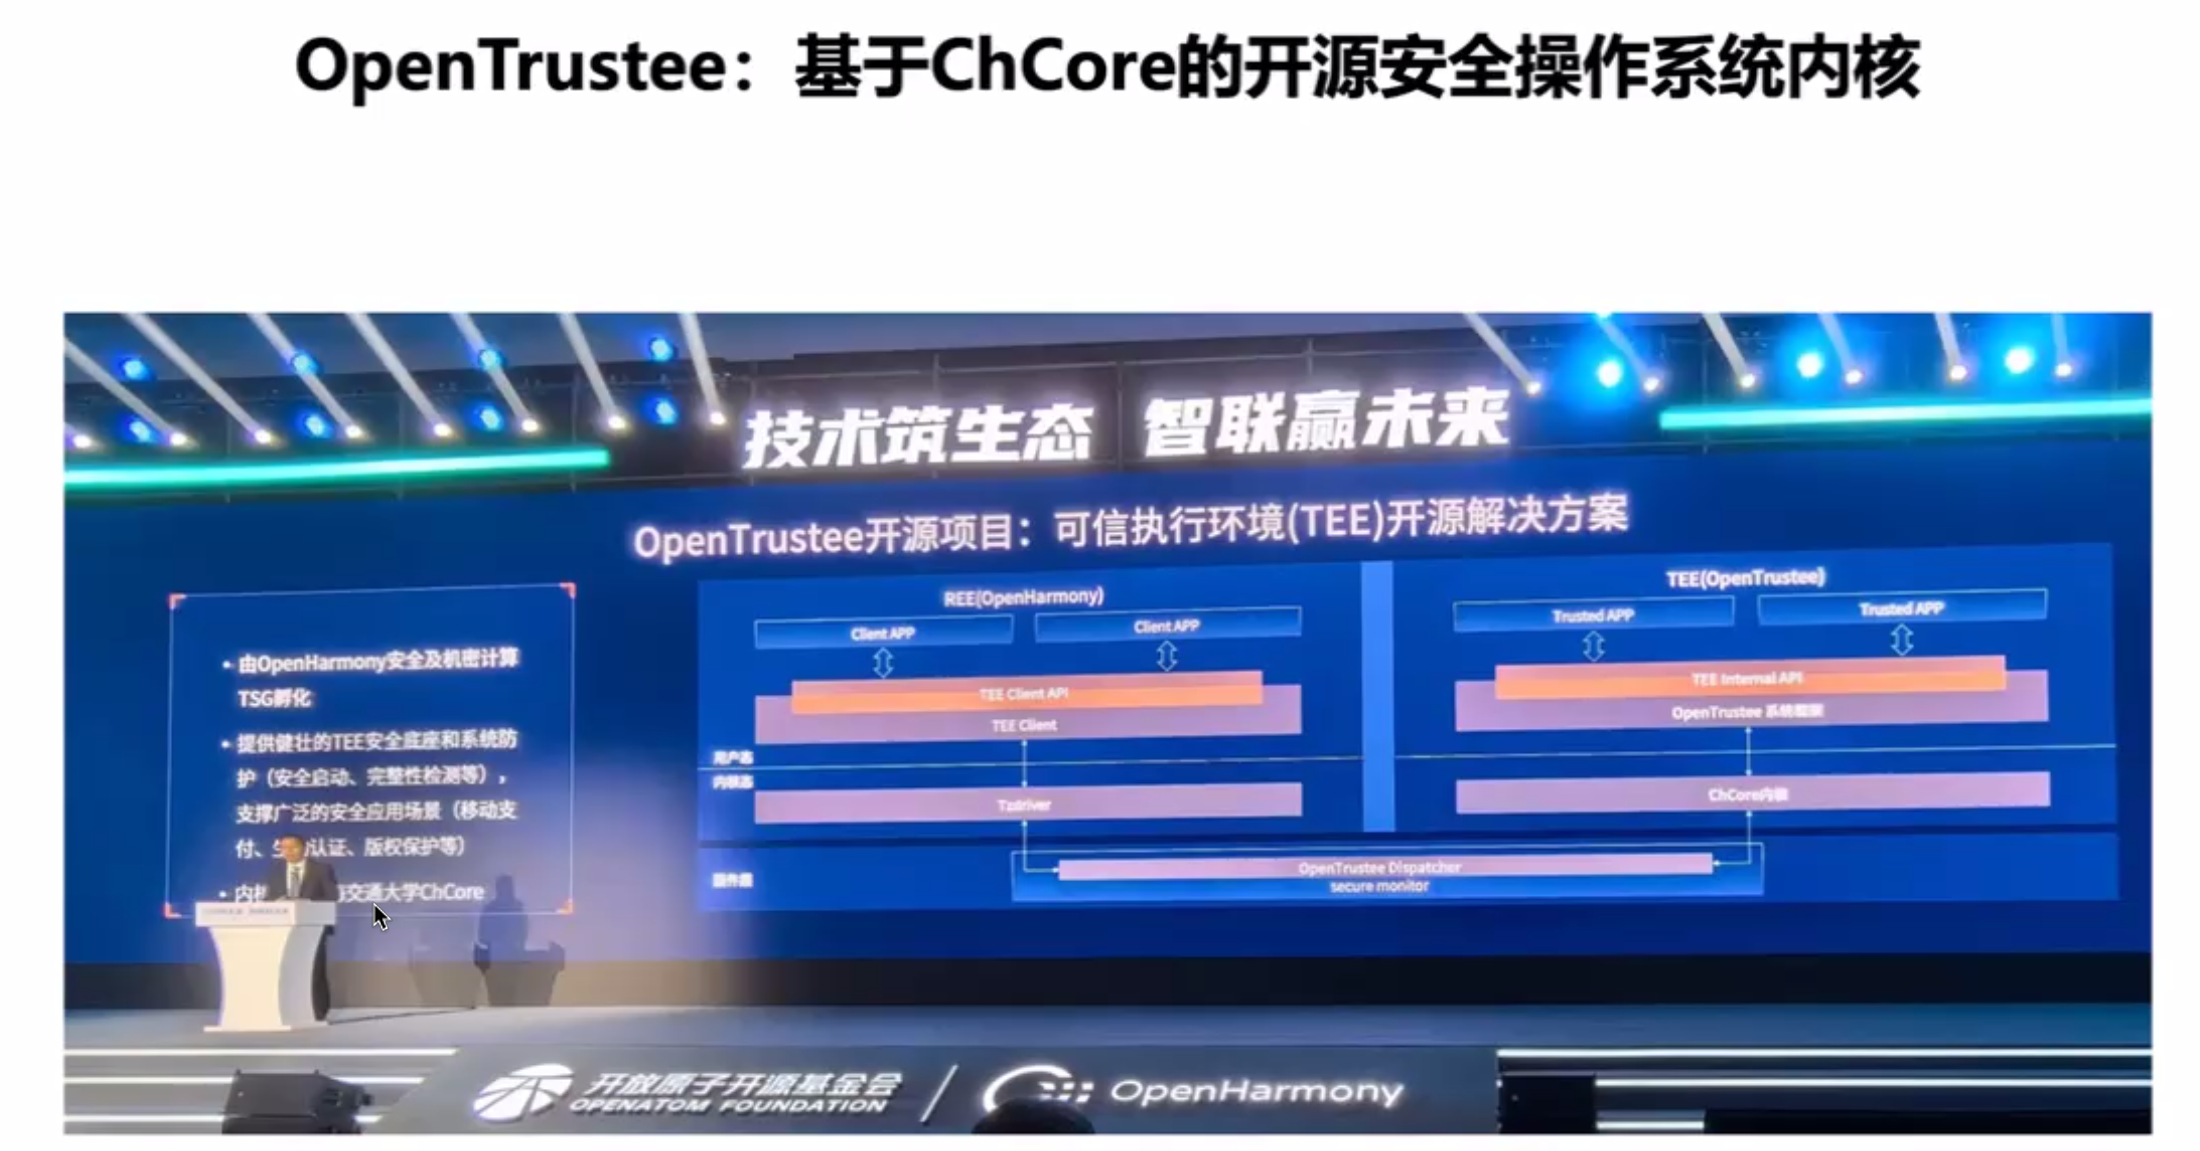 OpenTrustee：基于ChCore的开源安全操作系统内核
技术筑生态 智联赢未来
OpenTrustee开源项目：可信执行环境(TEE)开源解决方案
• 由OpenHarmony安全及机密计算
TSG孵化
• 提供健壮的TEE安全底座和系统防
护（安全启动、完整性检测等），
支撑广泛的安全应用场景（移动支
付、生 认证、版权保护等）
• 内 交通大学ChCore
REE(OpenHarmony)
Client APP
Client APP
TEE Client API
TEE Client
用户态
内核态
Tzdriver
TEE(OpenTrustee)
Trusted APP
Trusted APP
TEE Internal API
OpenTrustee 系统框架
ChCore内核
固件层
OpenTrustee Dispatcher
secure monitor
开放原子开源基金会
OPENATOM FOUNDATION
OpenHarmony